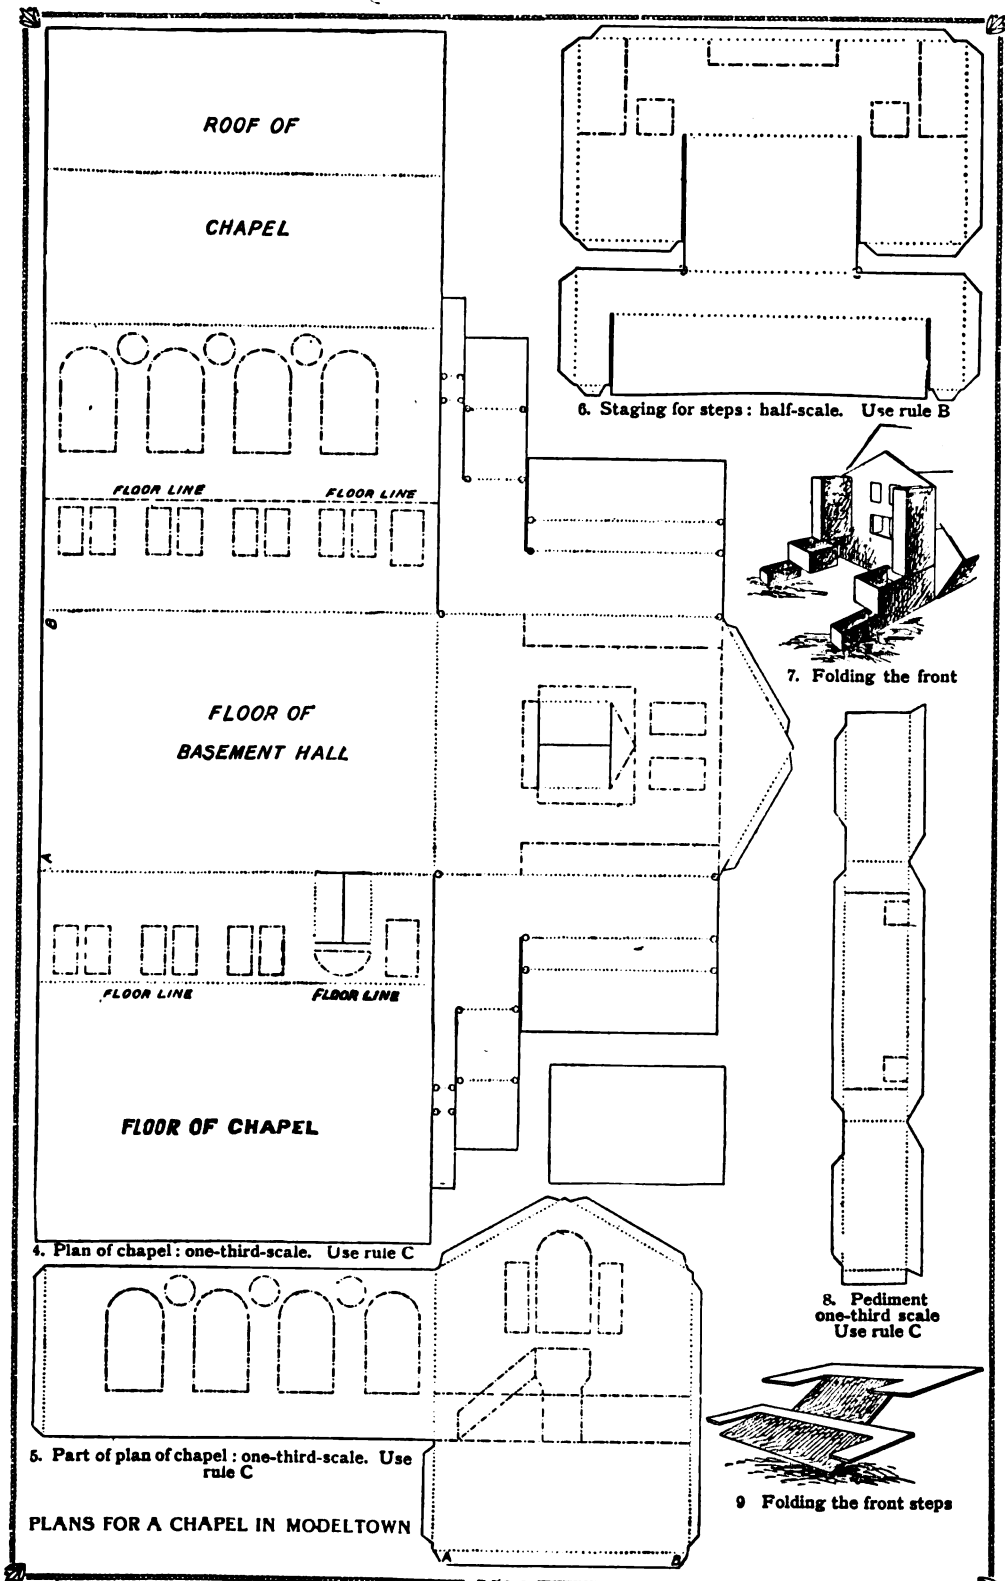 ROOF OF
CHAPEL
FLOOR LINE
FLOOR LINE
B
FLOOR OF
BASEMENT HALL
A
FLOOR LINE
FLOOR LINE
FLOOR OF CHAPEL
4. Plan of chapel : one-third-scale. Use rule C
5. Part of plan of chapel : one-third-scale. Use
rule C
PLANS FOR A CHAPEL IN MODELTOWN
A
B
6. Staging for steps : half-scale. Use rule B
7. Folding the front
8. Pediment
one-third scale
Use rule C
9 Folding the front steps